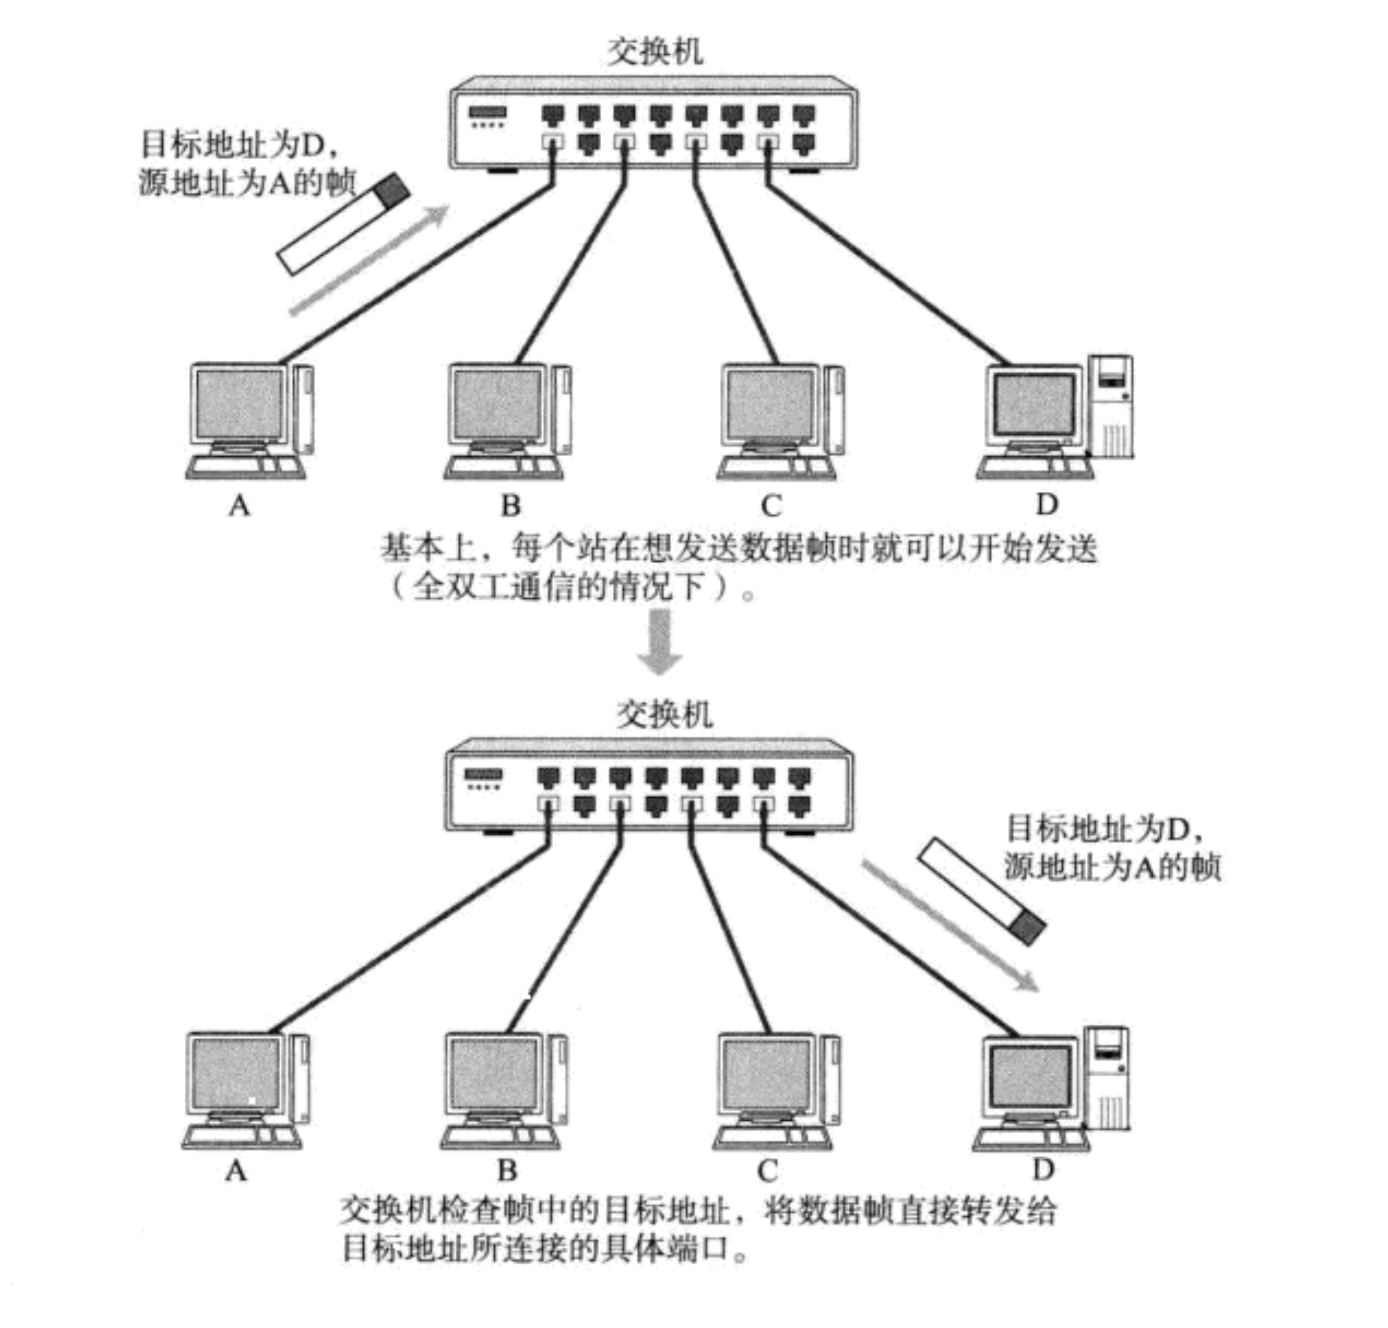 交换机
目标地址为D，
源地址为A的帧
A
B
C
D
基本上，每个站在想发送数据帧时就可以开始发送
（全双工通信的情况下）。
交换机
目标地址为D，
源地址为A的帧
A
B
C
D
交换机检查帧中的目标地址，将数据帧直接转发给
目标地址所连接的具体端口。